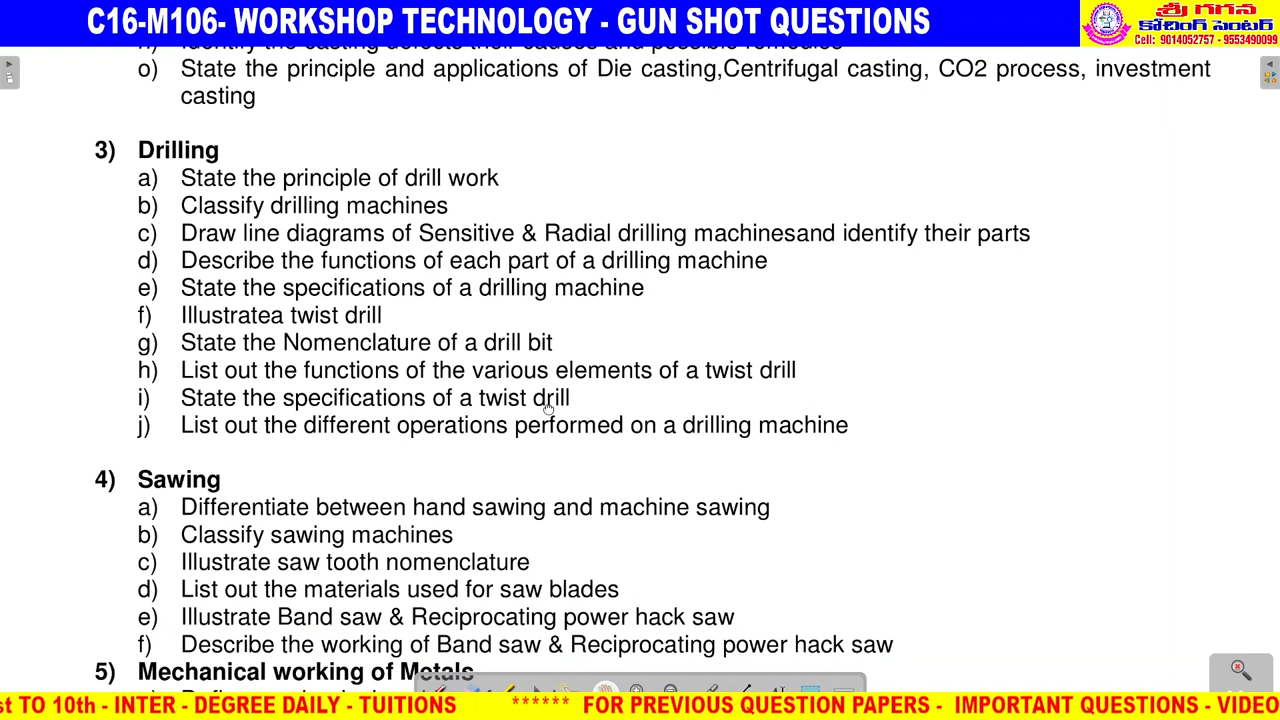 C16-M106- WORKSHOP TECHNOLOGY - GUN SHOT QUESTIONS
శ్రీ గగన
కోచింగ్ సెంటర్
Cell: 9014052757 - 9553490099
Identify the casting defects their causes and possible remedies
o) State the principle and applications of Die casting,Centrifugal casting, CO2 process, investment
casting
3) Drilling
a) State the principle of drill work
b) Classify drilling machines
c) Draw line diagrams of Sensitive & Radial drilling machinesand identify their parts
d) Describe the functions of each part of a drilling machine
e) State the specifications of a drilling machine
f) Illustratea twist drill
g) State the Nomenclature of a drill bit
h) List out the functions of the various elements of a twist drill
i) State the specifications of a twist drill
j) List out the different operations performed on a drilling machine
4) Sawing
a) Differentiate between hand sawing and machine sawing
b) Classify sawing machines
c) Illustrate saw tooth nomenclature
d) List out the materials used for saw blades
e) Illustrate Band saw & Reciprocating power hack saw
f) Describe the working of Band saw & Reciprocating power hack saw
5) Mechanical working of Metals
st TO 10th - INTER - DEGREE DAILY - TUITIONS ****** FOR PREVIOUS QUESTION PAPERS - IMPORTANT QUESTIONS - VIDEO